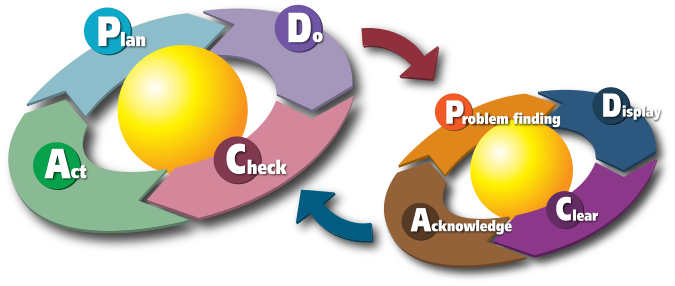 Plan
Do
Check
Act
Problem finding
Display
Clear
Acknowledge